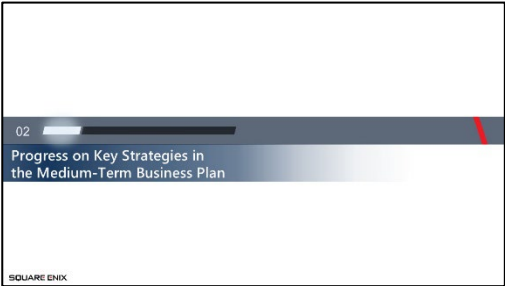 02
Progress on Key Strategies in
the Medium-Term Business Plan
SQUARE ENIX